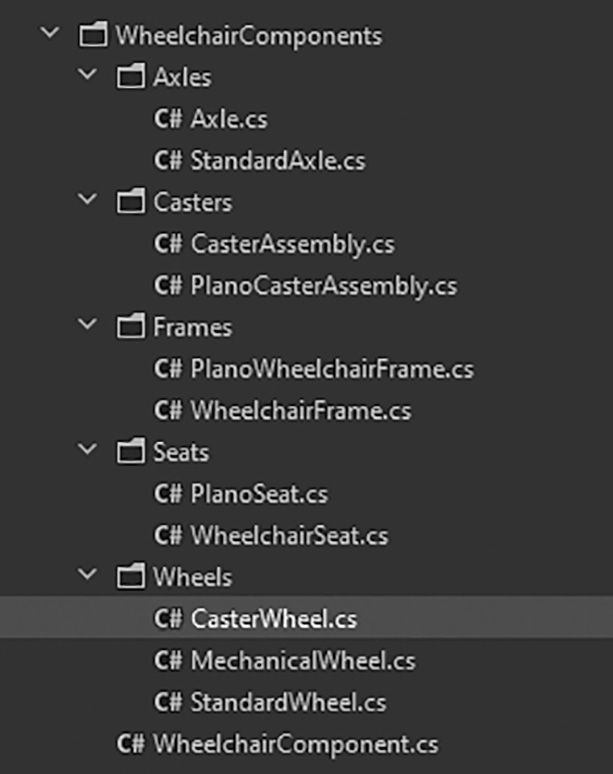 WheelchairComponents
Axles
C# Axle.cs
C# StandardAxle.cs
Casters
C# CasterAssembly.cs
C# PlanoCasterAssembly.cs
Frames
C# PlanoWheelchairFrame.cs
C# WheelchairFrame.cs
Seats
C# PlanoSeat.cs
C# WheelchairSeat.cs
Wheels
C# CasterWheel.cs
C# MechanicalWheel.cs
C# StandardWheel.cs
C# WheelchairComponent.cs